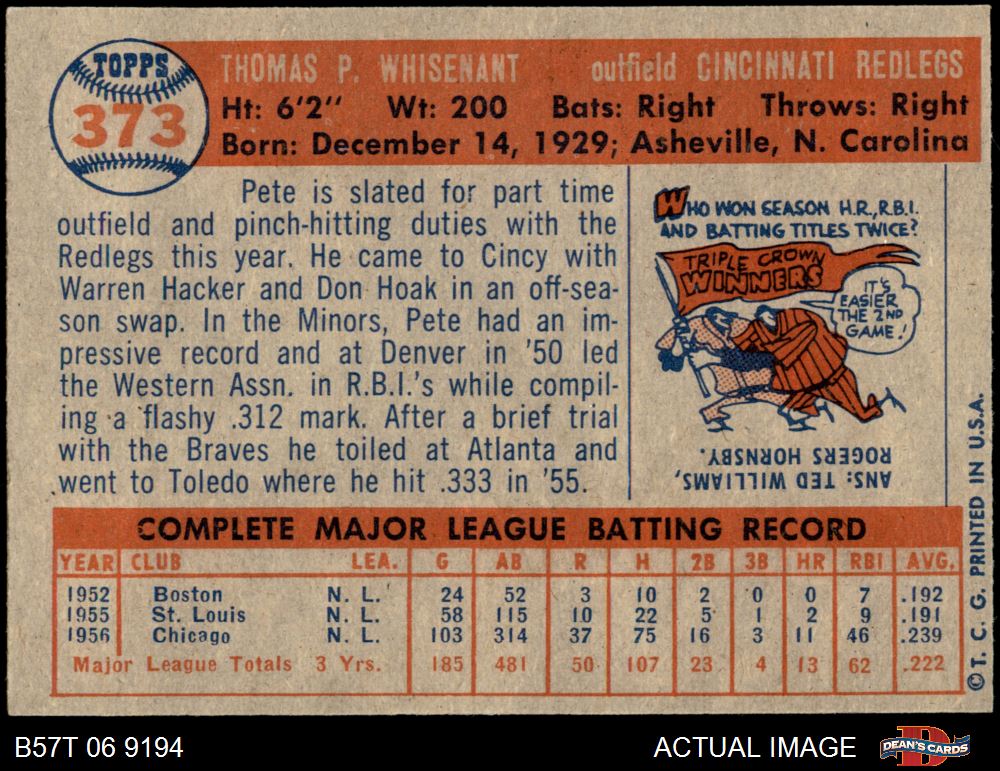 TOPPS
373
THOMAS P. WHISENANT outfield CINCINNATI REDLEGS
Ht: 6'2" Wt: 200 Bats: Right Throws: Right
Born: December 14, 1929; Asheville, N. Carolina
Pete is slated for part time
outfield and pinch-hitting duties with the
Redlegs this year. He came to Cincy with
Warren Hacker and Don Hoak in an off-sea-
son swap. In the Minors, Pete had an im-
pressive record and at Denver in '50 led
the Western Assn. in R.B.I.'s while compil-
ing a flashy .312 mark. After a brief trial
with the Braves he toiled at Atlanta and
went to Toledo where he hit .333 in '55.
WHO WON SEASON H.R., R.B.I.
AND BATTING TITLES TWICE?
TRIPLE CROWN
WINNERS
IT'S
EASIER
THE 2ND
GAME!
ANS: TED WILLIAMS,
ROGERS HORNSBY.
COMPLETE MAJOR LEAGUE BATTING RECORD
YEAR CLUB LEA. G AB R H 2B 3B HR RBI AVG.
1952 Boston N. L. 24 52 3 10 2 0 0 7 .192
1955 St. Louis N. L. 58 115 10 22 5 1 2 9 .191
1956 Chicago N. L. 103 314 37 75 16 3 11 46 .239
Major League Totals 3 Yrs. 185 481 50 107 23 4 13 62 .222
© T. C. G. PRINTED IN U.S.A.
B57T 06 9194
ACTUAL IMAGE
D
DEAN'S CARDS